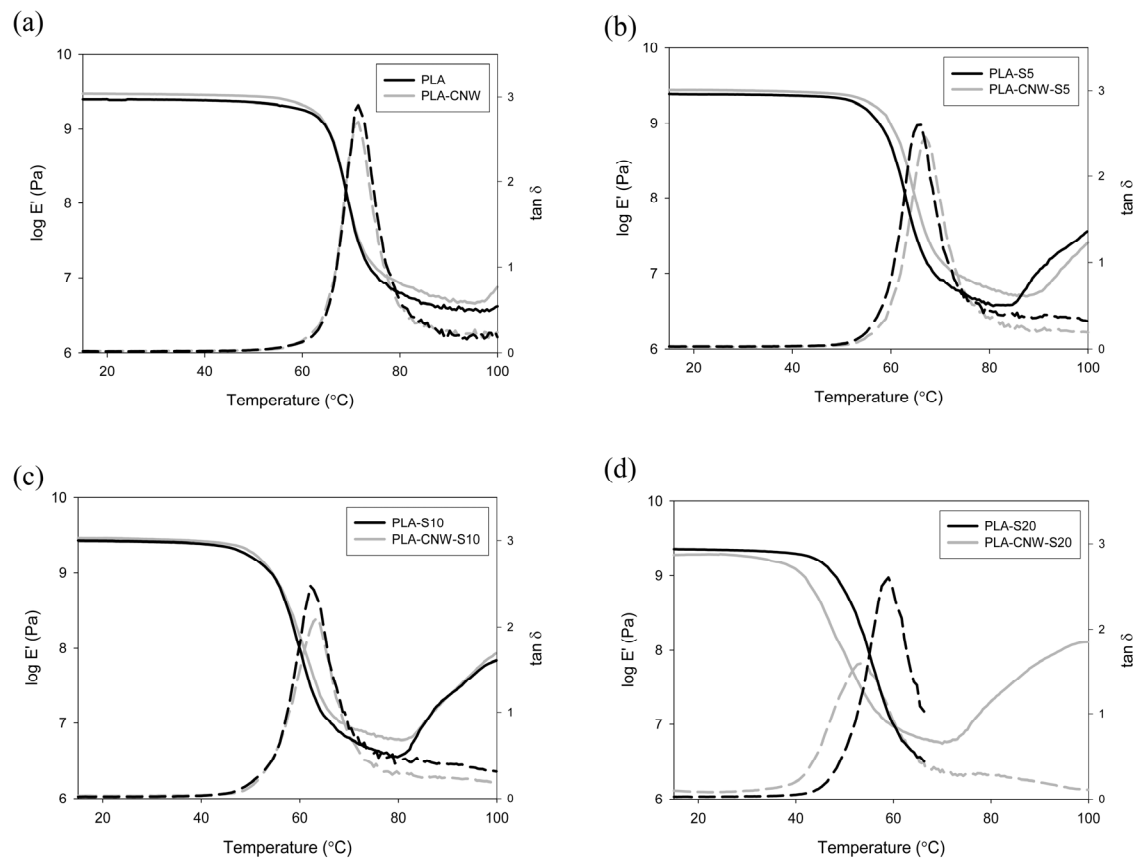 (a)
10
9
8
7
6
log E' (Pa)
PLA
PLA-CNW
3
2
1
0
tan δ
20 40 60 80 100
Temperature (°C)
(b)
10
9
8
7
6
log E' (Pa)
PLA-S5
PLA-CNW-S5
3
2
1
0
tan δ
20 40 60 80 100
Temperature (°C)
(c)
10
9
8
7
6
log E' (Pa)
PLA-S10
PLA-CNW-S10
3
2
1
0
tan δ
20 40 60 80 100
Temperature (°C)
(d)
10
9
8
7
6
log E' (Pa)
PLA-S20
PLA-CNW-S20
3
2
1
0
tan δ
20 40 60 80 100
Temperature (°C)